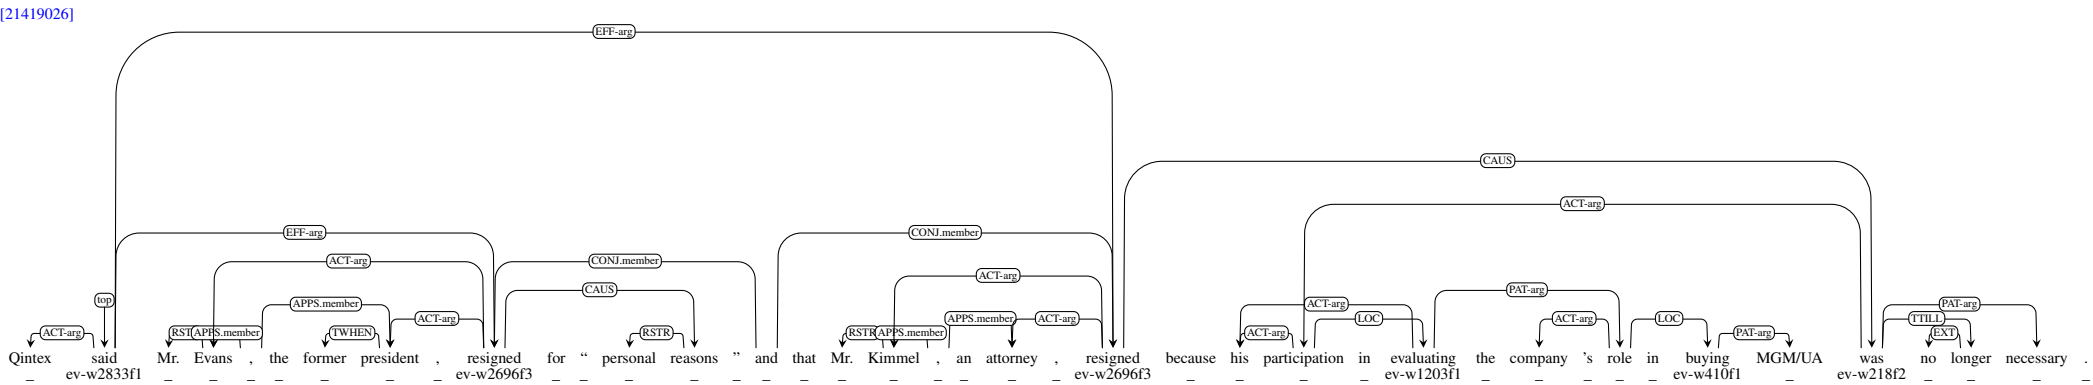 [21419026]
EFF-arg
CAUS
ACT-arg
EFF-arg CONJ.member
ACT-arg CONJ.member
ACT-arg
CAUS PAT-arg
top APPS.member ACT-arg PAT-arg
ACT-arg APPS.member ACT-arg LOC ACT-arg LOC TTILL
ACT-arg APPS.member TWHEN RSTR RSTR APPS.member ACT-arg PAT-arg EXT
Qintex said Mr. Evans , the former president , resigned for “ personal reasons ” and that Mr. Kimmel , an attorney , resigned because his participation in evaluating the company ’s role in buying MGM/UA was no longer necessary .
_ ev-w2833f1 _ _ _ _ _ _ _ ev-w2696f3 _ _ _ _ _ _ _ _ _ _ _ _ _ ev-w2696f3 _ _ _ _ ev-w1203f1 _ _ _ _ _ ev-w410f1 _ ev-w218f2 _ _ _ _